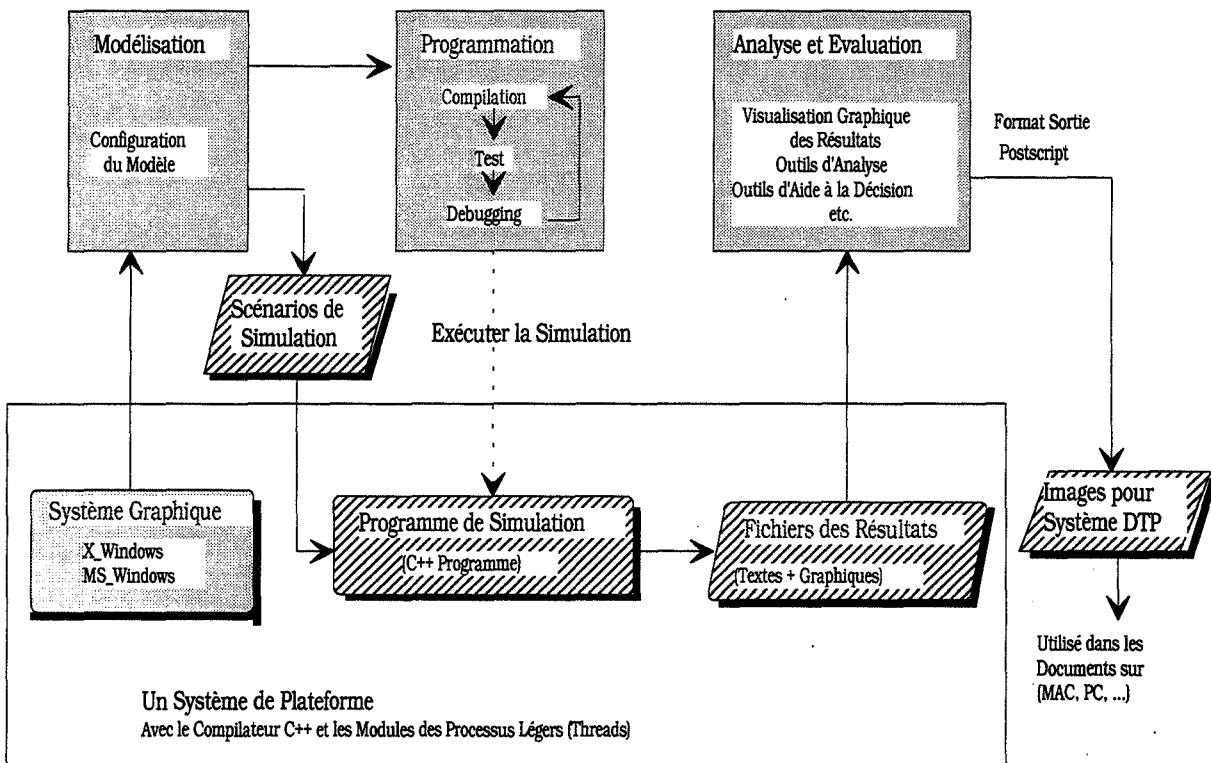 Modélisation
Configuration
du Modèle
Programmation
Compilation
Test
Debugging
Analyse et Evaluation
Visualisation Graphique
des Résultats
Outils d'Analyse
Outils d'Aide à la Décision
etc.
Format Sortie
Postscript
Scénarios de
Simulation
Exécuter la Simulation
Système Graphique
X_Windows
MS_Windows
Programme de Simulation
(C++ Programme)
Fichiers des Résultats
(Textes + Graphiques)
Images pour
Système DTP
Utilisé dans les
Documents sur
(MAC, PC, ...)
Un Système de Plateforme
Avec le Compilateur C++ et les Modules des Processus Légers (Threads)